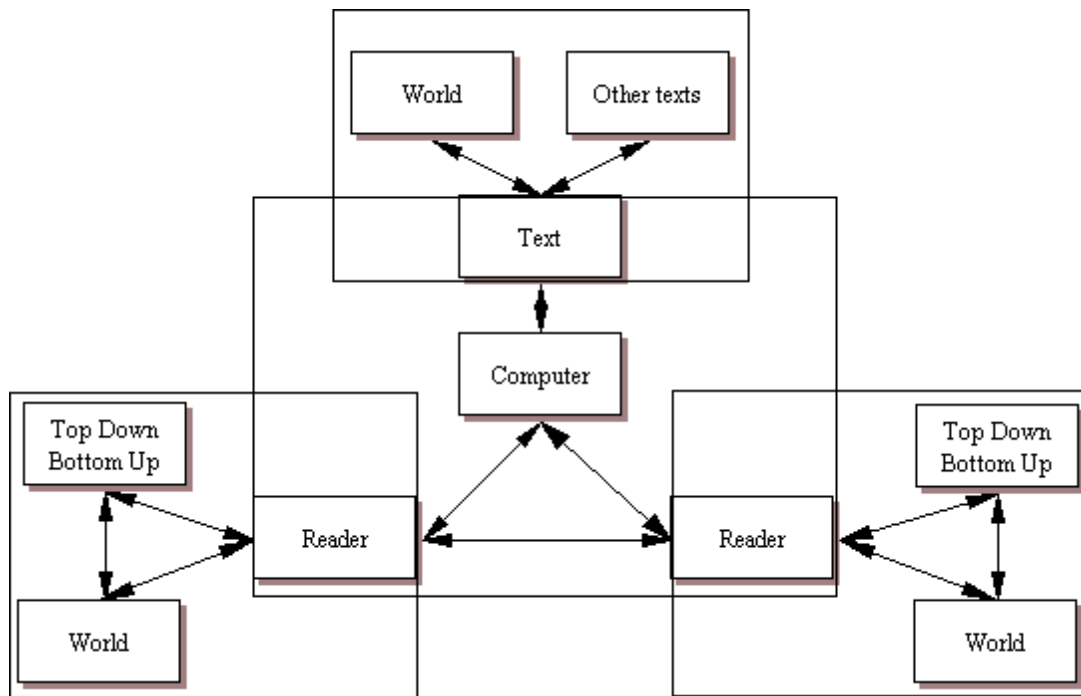 World
Other texts
Text
Computer
Top Down
Bottom Up
Top Down
Bottom Up
Reader
Reader
World
World